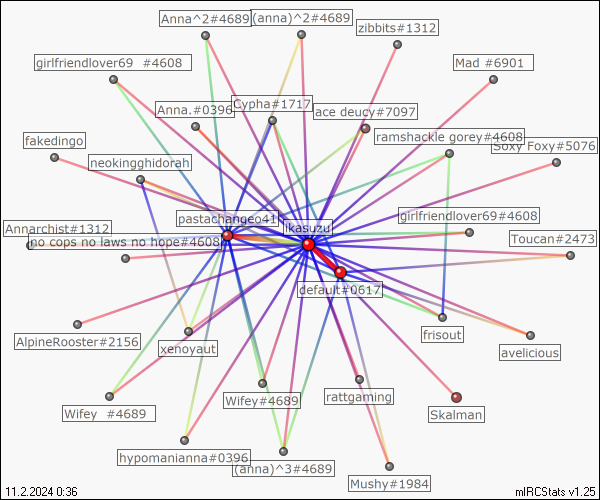 Anna^2#4689
(anna)^2#4689
zibbits#1312
girlfriendlover69 #4608
Mad #6901
Anna.#0396
Cypha#1717
ace deucy#7097
ramshackle gorey#4608
Soxy Foxy#5076
fakedingo
neokingghidorah
pastachange041
ikasuzu
girlfriendlover69#4608
Annarchist#1312
no cops no laws no hope#4608
Toucan#2473
default#0617
AlpineRooster#2156
xenoyaut
frisout
avelicious
Wifey #4689
Wifey#4689
rattgaming
Skalman
hypomanianna#0396
(anna)^3#4689
Mushy#1984
11.2.2024 0:36
mIRCStats v1.25